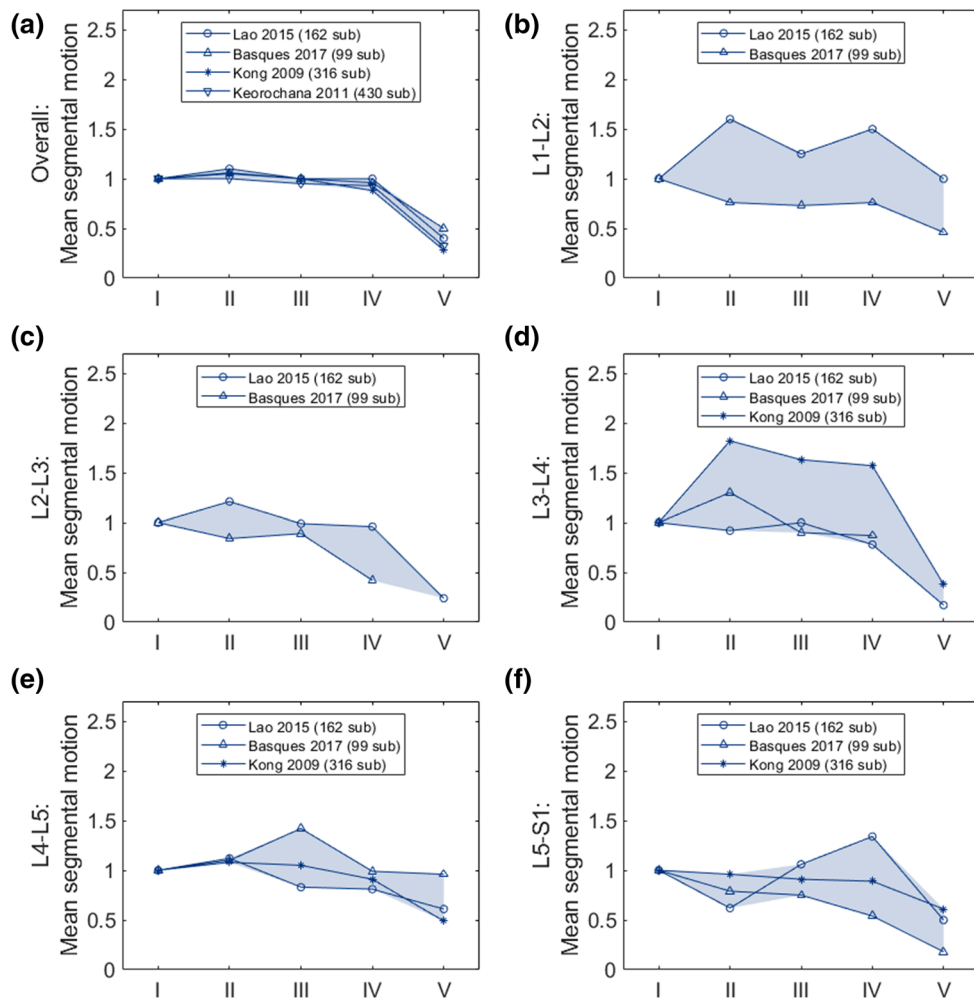 (a)
Overall:
Mean segmental motion
2.5
2
1.5
1
0.5
0
Lao 2015 (162 sub)
Basques 2017 (99 sub)
Kong 2009 (316 sub)
Keorochana 2011 (430 sub)
I II III IV V
(b)
L1-L2:
Mean segmental motion
2.5
2
1.5
1
0.5
0
Lao 2015 (162 sub)
Basques 2017 (99 sub)
I II III IV V
(c)
L2-L3:
Mean segmental motion
2.5
2
1.5
1
0.5
0
Lao 2015 (162 sub)
Basques 2017 (99 sub)
I II III IV V
(d)
L3-L4:
Mean segmental motion
2.5
2
1.5
1
0.5
0
Lao 2015 (162 sub)
Basques 2017 (99 sub)
Kong 2009 (316 sub)
I II III IV V
(e)
L4-L5:
Mean segmental motion
2.5
2
1.5
1
0.5
0
Lao 2015 (162 sub)
Basques 2017 (99 sub)
Kong 2009 (316 sub)
I II III IV V
(f)
L5-S1:
Mean segmental motion
2.5
2
1.5
1
0.5
0
Lao 2015 (162 sub)
Basques 2017 (99 sub)
Kong 2009 (316 sub)
I II III IV V